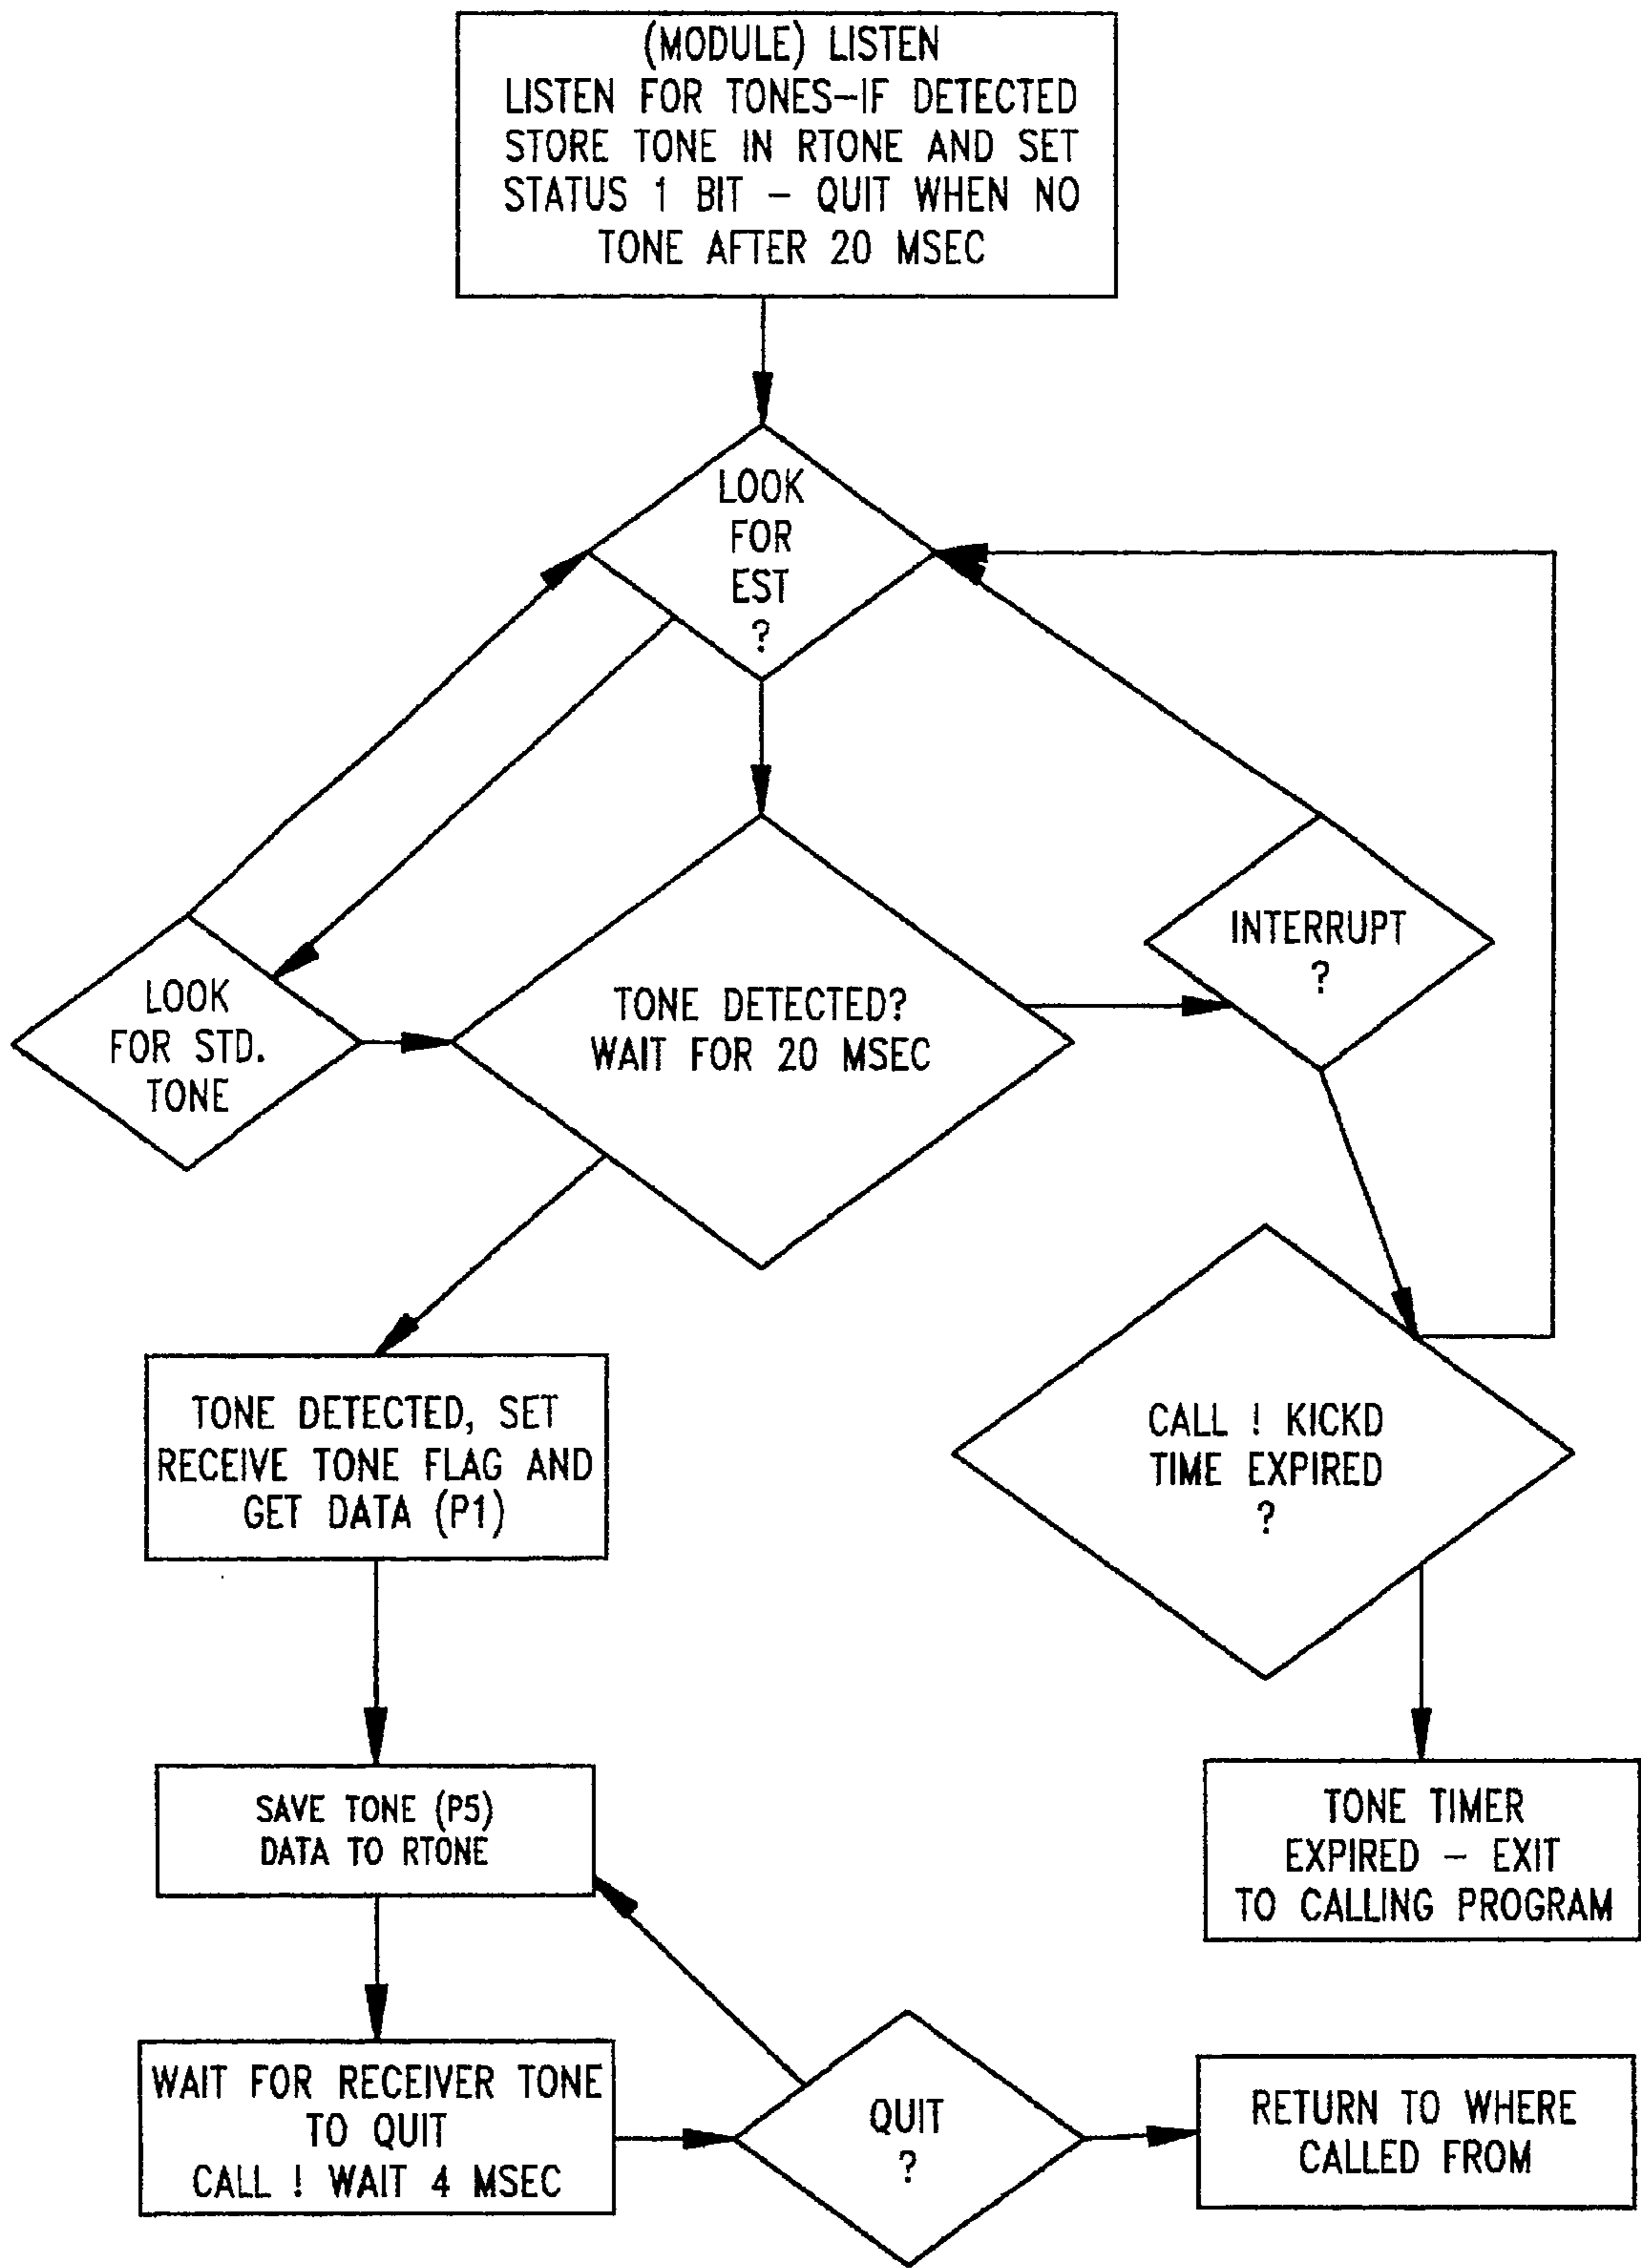 (MODULE) LISTEN
LISTEN FOR TONES-IF DETECTED
STORE TONE IN RTONE AND SET
STATUS 1 BIT - QUIT WHEN NO
TONE AFTER 20 MSEC
LOOK
FOR
EST
?
INTERRUPT
?
LOOK
FOR STD.
TONE
TONE DETECTED?
WAIT FOR 20 MSEC
TONE DETECTED, SET
RECEIVE TONE FLAG AND
GET DATA (P1)
CALL ! KICKD
TIME EXPIRED
?
SAVE TONE (P5)
DATA TO RTONE
TONE TIMER
EXPIRED - EXIT
TO CALLING PROGRAM
WAIT FOR RECEIVER TONE
TO QUIT
CALL ! WAIT 4 MSEC
QUIT
?
RETURN TO WHERE
CALLED FROM